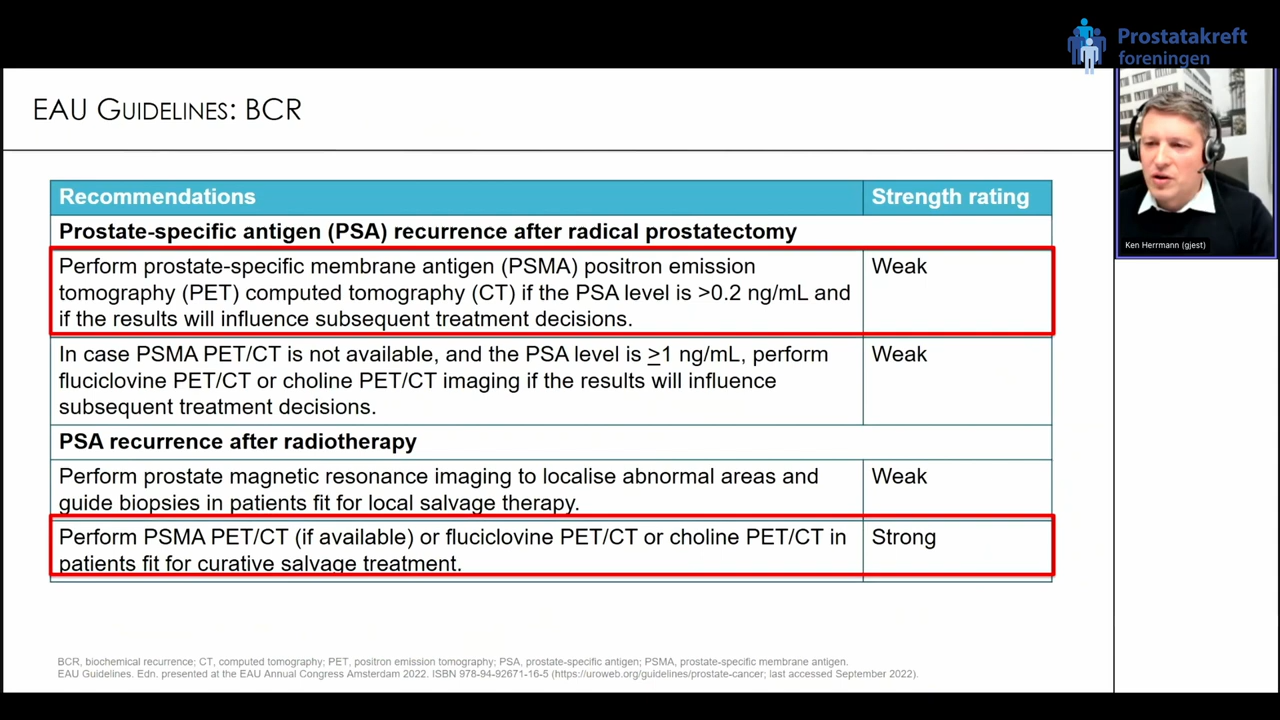 Prostatakreft
foreningen
EAU GUIDELINES: BCR
Recommendations
Strength rating
Prostate-specific antigen (PSA) recurrence after radical prostatectomy
Perform prostate-specific membrane antigen (PSMA) positron emission
tomography (PET) computed tomography (CT) if the PSA level is >0.2 ng/mL and
if the results will influence subsequent treatment decisions.
Weak
In case PSMA PET/CT is not available, and the PSA level is ≥1 ng/mL, perform
fluciclovine PET/CT or choline PET/CT imaging if the results will influence
subsequent treatment decisions.
Weak
PSA recurrence after radiotherapy
Perform prostate magnetic resonance imaging to localise abnormal areas and
guide biopsies in patients fit for local salvage therapy.
Weak
Perform PSMA PET/CT (if available) or fluciclovine PET/CT or choline PET/CT in
patients fit for curative salvage treatment.
Strong
BCR, biochemical recurrence; CT, computed tomography; PET, positron emission tomography; PSA, prostate-specific antigen; PSMA, prostate-specific membrane antigen.
EAU Guidelines. Edn. presented at the EAU Annual Congress Amsterdam 2022. ISBN 978-94-92671-16-5 (https://uroweb.org/guidelines/prostate-cancer; last accessed September 2022).
Ken Herrmann (gjest)